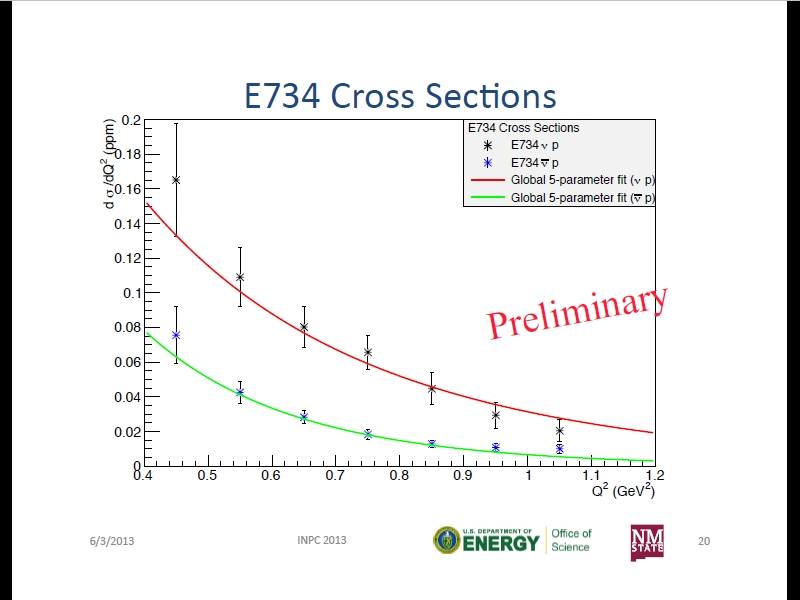 E734 Cross Sections
d σ /dQ² (ppm)
0.2
0.18
0.16
0.14
0.12
0.1
0.08
0.06
0.04
0.02
0
0.4 0.5 0.6 0.7 0.8 0.9 1 1.1 1.2
Q² (GeV²)
E734 Cross Sections
E734 ν p
E734 ν̅ p
Global 5-parameter fit (ν p)
Global 5-parameter fit (ν̅ p)
Preliminary
6/3/2013
INPC 2013
U.S. DEPARTMENT OF
ENERGY
Office of
Science
NM
STATE
20